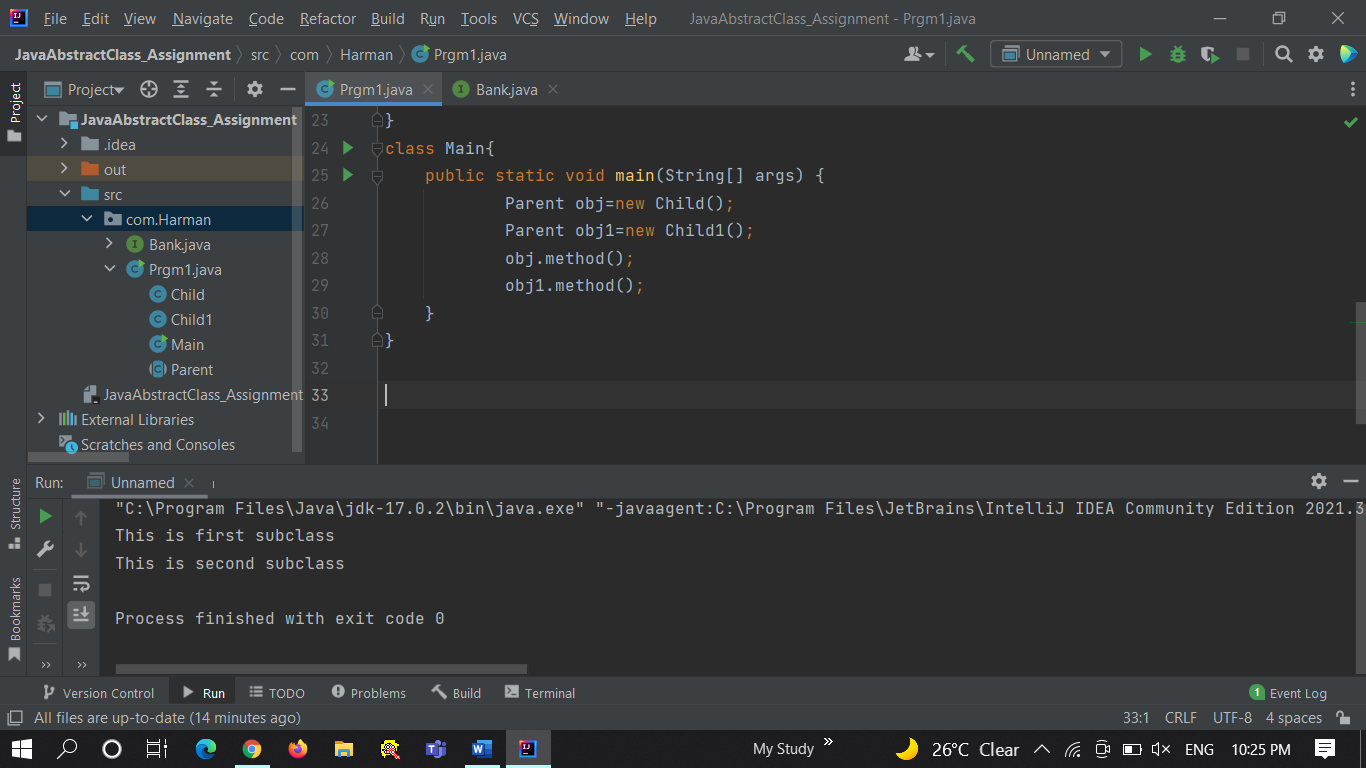 File Edit View Navigate Code Refactor Build Run Tools VCS Window Help JavaAbstractClass_Assignment - Prgm1.java
JavaAbstractClass_Assignment src com Harman Prgm1.java Unnamed
Project
Project
Prgm1.java Bank.java
JavaAbstractClass_Assignment
.idea
out
src
com.Harman
Bank.java
Prgm1.java
Child
Child1
Main
Parent
JavaAbstractClass_Assignment
External Libraries
Scratches and Consoles
23 }
24 class Main{
25 public static void main(String[] args) {
26 Parent obj=new Child();
27 Parent obj1=new Child1();
28 obj.method();
29 obj1.method();
30 }
31 }
32
33
34
Structure
Bookmarks
Run: Unnamed
"C:\Program Files\Java\jdk-17.0.2\bin\java.exe" "-javaagent:C:\Program Files\JetBrains\IntelliJ IDEA Community Edition 2021.3
This is first subclass
This is second subclass
Process finished with exit code 0
Version Control Run TODO Problems Build Terminal 1 Event Log
All files are up-to-date (14 minutes ago) 33:1 CRLF UTF-8 4 spaces
My Study » 26°C Clear ENG 10:25 PM